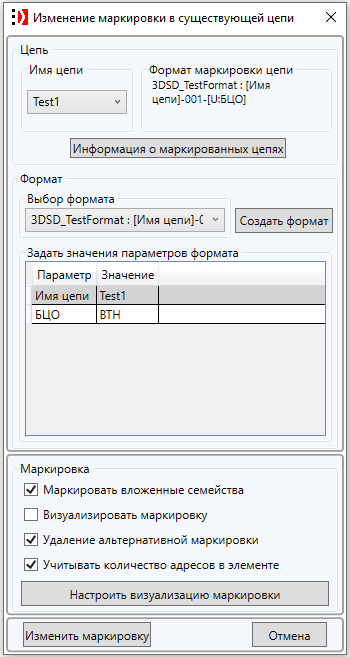 Изменение маркировки в существующей цепи
Цепь
Имя цепи
Test1
Формат маркировки цепи
3DSD_TestFormat : [Имя
цепи]-001-[U:БЦО]
Информация о маркированных цепях
Формат
Выбор формата
3DSD_TestFormat : [Имя цепи]-0
Создать формат
Задать значения параметров формата
Параметр Значение
Имя цепи Test1
БЦО ВТН
Маркировка
Маркировать вложенные семейства
Визуализировать маркировку
Удаление альтернативной маркировки
Учитывать количество адресов в элементе
Настроить визуализацию маркировки
Изменить маркировку
Отмена